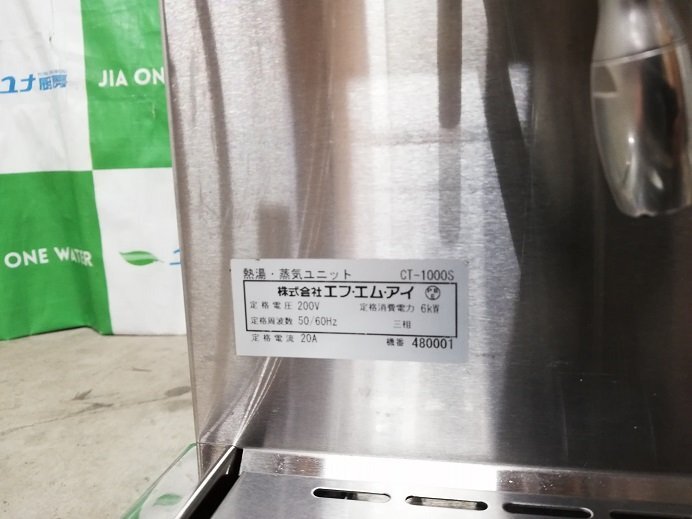 ユナ厨房
JIA ONE
ONE WATER
ユナ
熱湯・蒸気ユニット CT-1000S
株式会社 エフ・エム・アイ
定格電圧 200V 定格消費電力 6kW
定格周波数 50/60Hz 三相
定格電流 20A 機番 480001